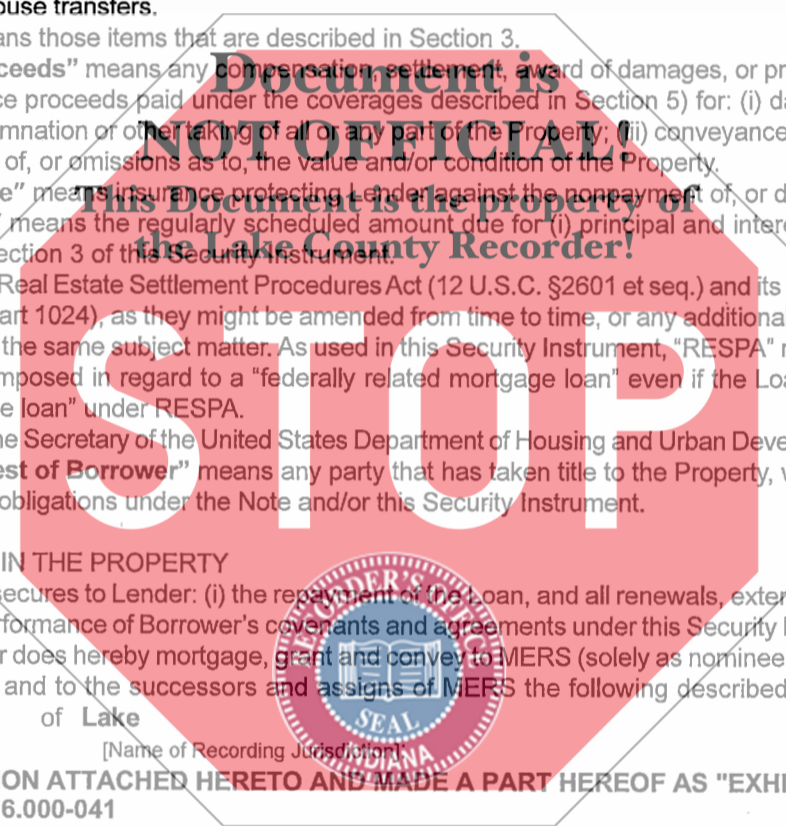 ouse transfers.
ans those items that are described in Section 3.
ceeds” means any compensation, settlement, award of damages, or pr
ce proceeds paid under the coverages described in Section 5) for: (i) da
mnation or other taking of all or any part of the Property; (ii) conveyance
of, or omissions as to, the value and/or condition of the Property.
e” means insurance protecting Lender against the nonpayment of, or d
” means the regularly scheduled amount due for (i) principal and intere
ection 3 of this Security Instrument.
Real Estate Settlement Procedures Act (12 U.S.C. §2601 et seq.) and its
art 1024), as they might be amended from time to time, or any additional
the same subject matter. As used in this Security Instrument, “RESPA” r
mposed in regard to a “federally related mortgage loan” even if the Loa
e loan” under RESPA.
ne Secretary of the United States Department of Housing and Urban Deve
est of Borrower” means any party that has taken title to the Property, v
obligations under the Note and/or this Security Instrument.
IN THE PROPERTY
ecures to Lender: (i) the repayment of the Loan, and all renewals, exter
formance of Borrower’s covenants and agreements under this Security I
r does hereby mortgage, grant and convey to MERS (solely as nominee
and to the successors and assigns of MERS the following described
of Lake
[Name of Recording Jurisdiction]:
ON ATTACHED HERETO AND MADE A PART HEREOF AS "EXHI
6.000-041
Document is
NOT OFFICIAL!
This Document is the property of
the Lake County Recorder!
STOP
RECORDER'S OFFICE
SEAL
INDIANA